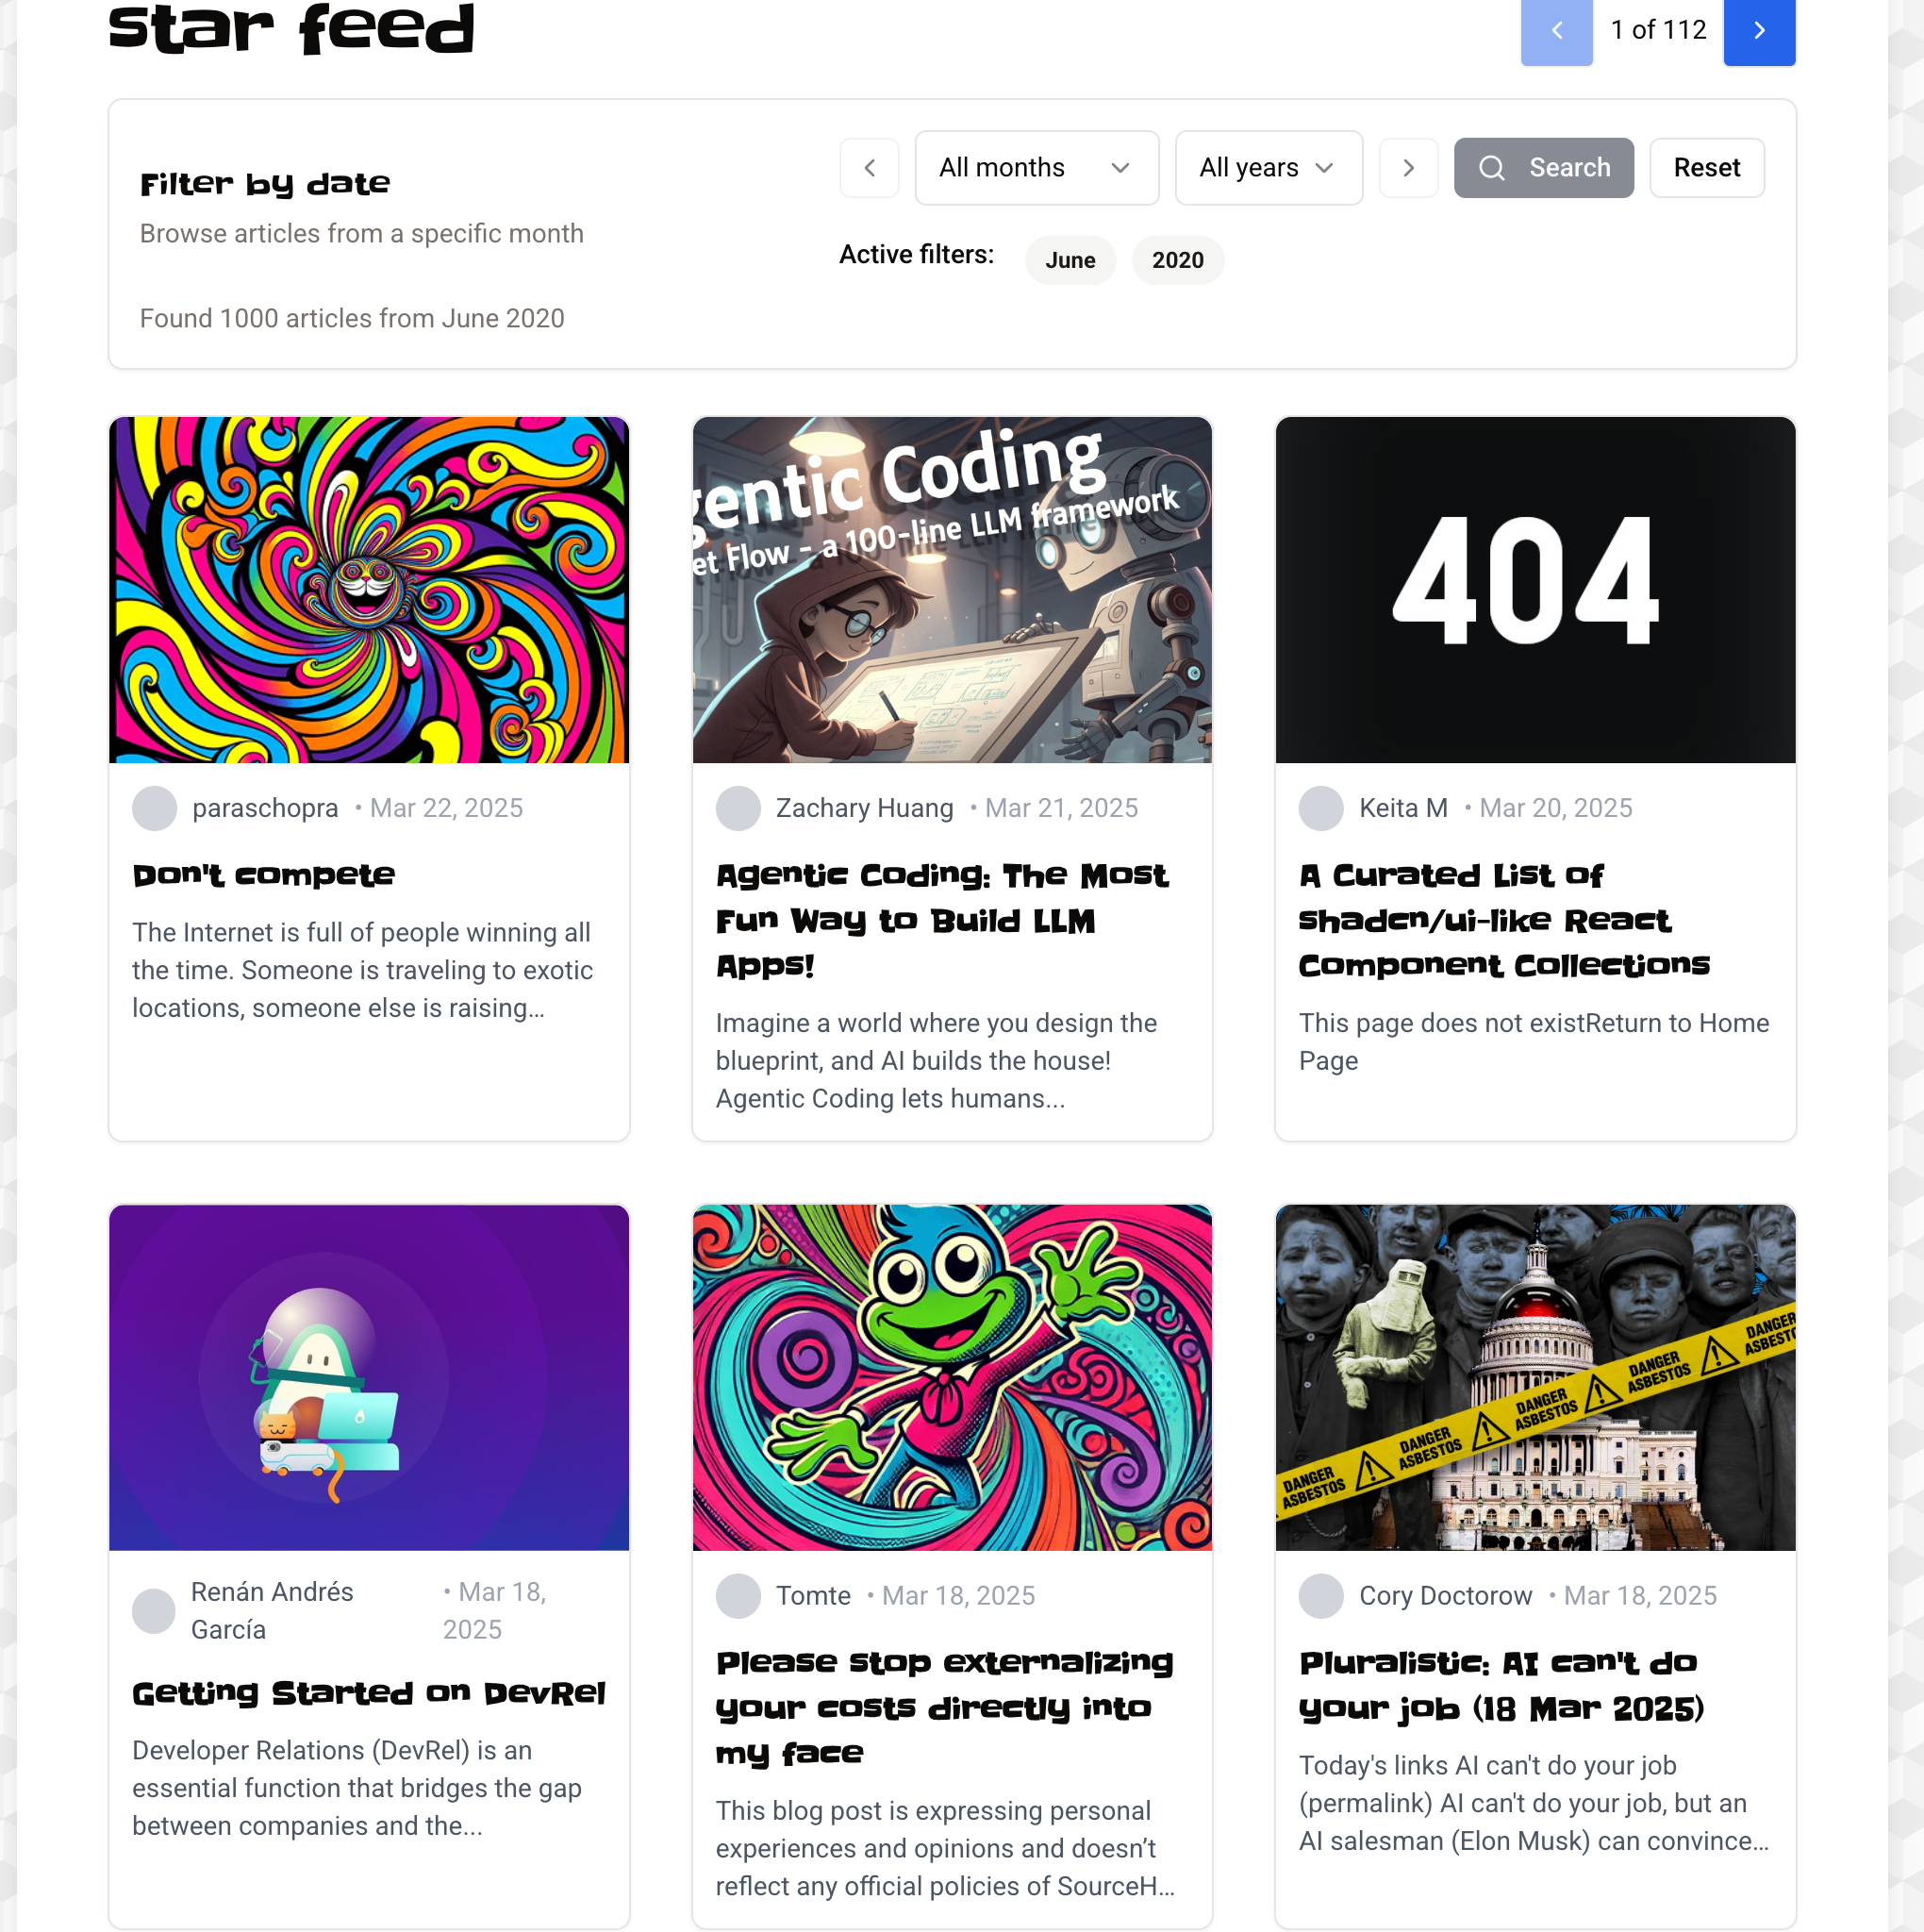 star feed
1 of 112
Filter by date
Browse articles from a specific month
Found 1000 articles from June 2020
All months
All years
Search
Reset
Active filters:
June
2020
gentic Coding
et Flow - a 100-line LLM framework
404
paraschopra • Mar 22, 2025
Don't compete
The Internet is full of people winning all
the time. Someone is traveling to exotic
locations, someone else is raising…
Zachary Huang • Mar 21, 2025
Agentic Coding: The Most
Fun Way to Build LLM
Apps!
Imagine a world where you design the
blueprint, and AI builds the house!
Agentic Coding lets humans...
Keita M • Mar 20, 2025
A Curated List of
shadcn/ui-like React
Component Collections
This page does not existReturn to Home
Page
DANGER
ASBESTOS
DANGER
ASBESTOS
DANGER
ASBESTOS
DANGER
ASBESTOS
DANGER
ASBEST
Renán Andrés
García
• Mar 18,
2025
Getting Started on DevRel
Developer Relations (DevRel) is an
essential function that bridges the gap
between companies and the...
Tomte • Mar 18, 2025
Please stop externalizing
your costs directly into
my face
This blog post is expressing personal
experiences and opinions and doesn’t
reflect any official policies of SourceH…
Cory Doctorow • Mar 18, 2025
Pluralistic: AI can't do
your job (18 Mar 2025)
Today's links AI can't do your job
(permalink) AI can't do your job, but an
AI salesman (Elon Musk) can convince…